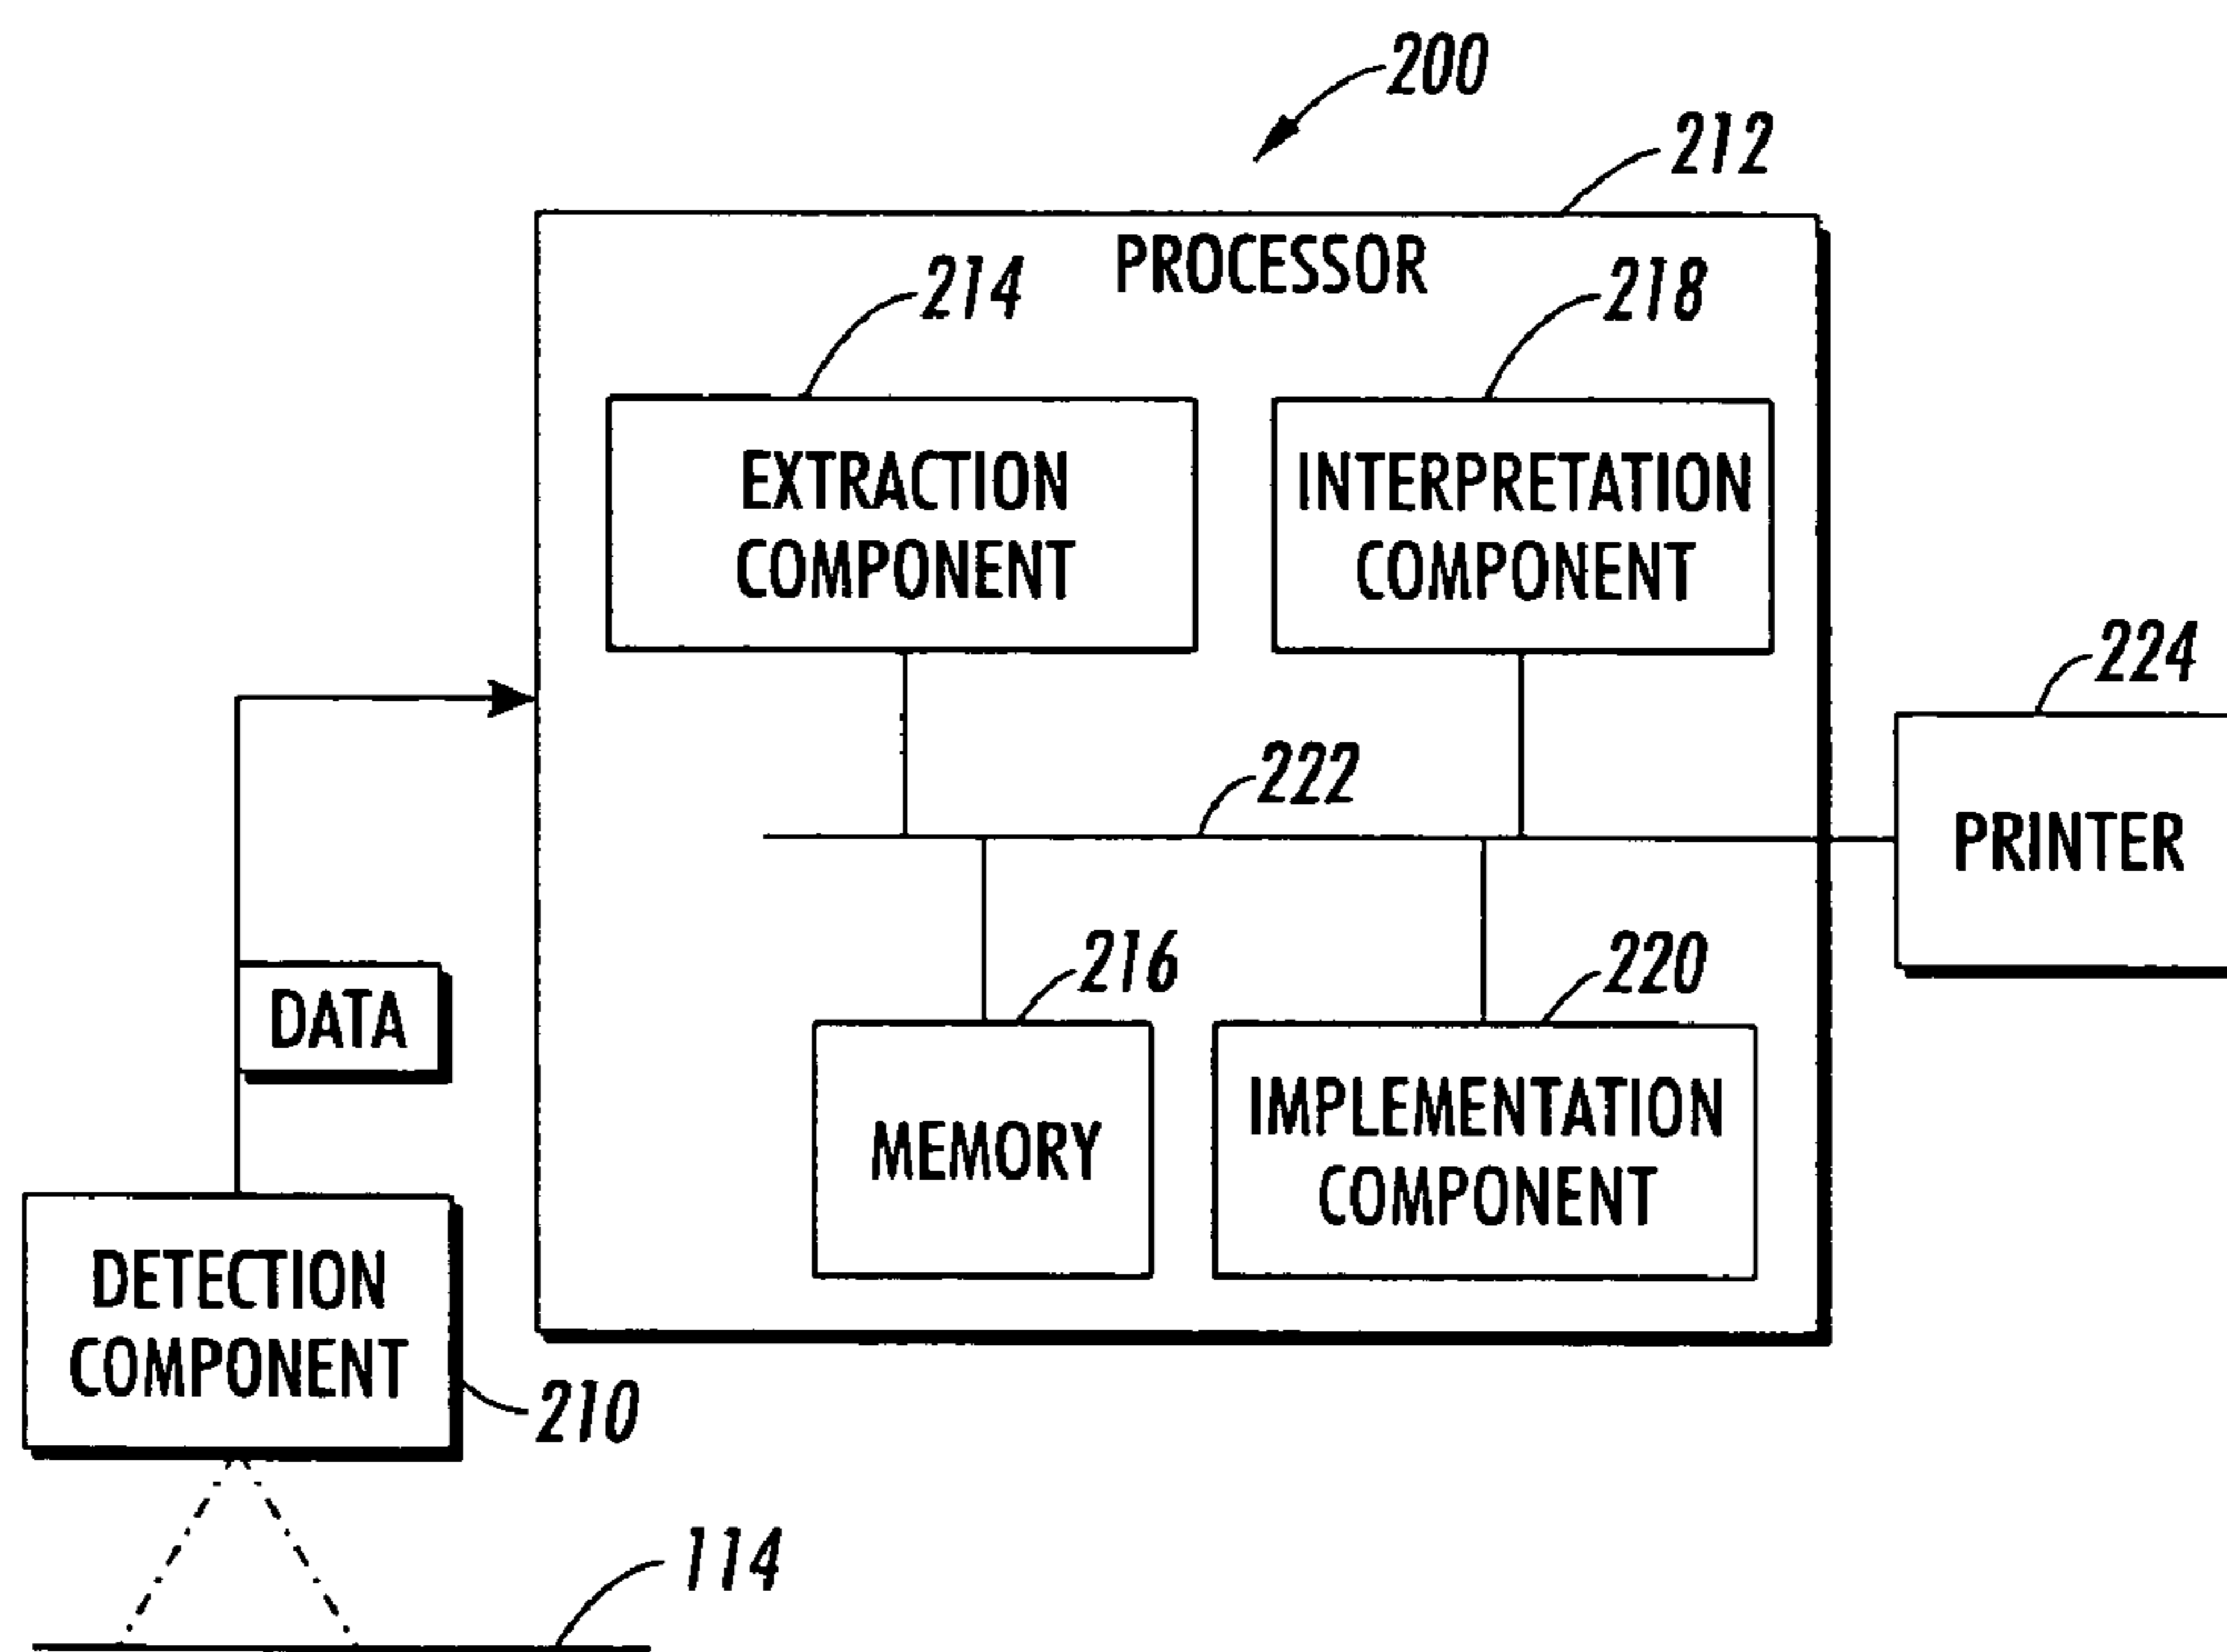 200
212
PROCESSOR
214
218
EXTRACTION
COMPONENT
INTERPRETATION
COMPONENT
224
222
PRINTER
216
220
DATA
MEMORY
IMPLEMENTATION
COMPONENT
DETECTION
COMPONENT
210
114